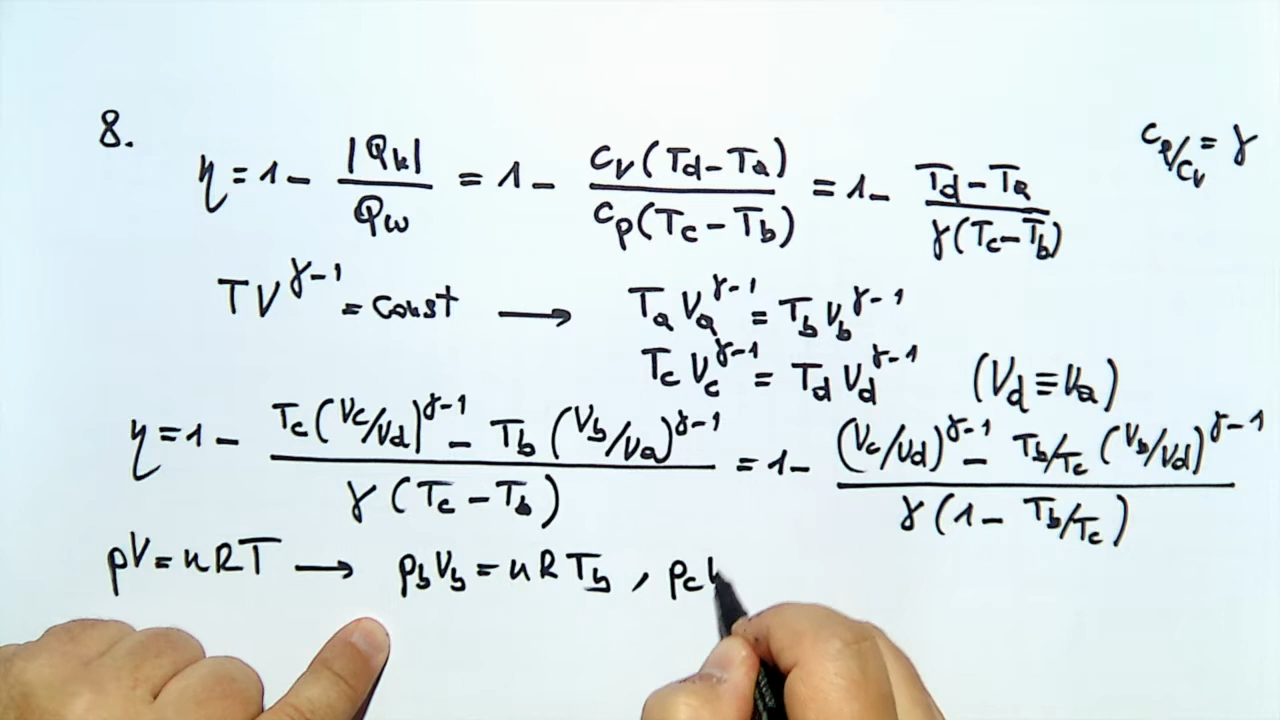 8.
η = 1 - |Qk|/Qw = 1 - cv(Td - Ta)/cp(Tc - Tb) = 1 - Td - Ta/γ(Tc - Tb)
cp/cv = γ
TV^γ-1 = const → Ta Va^γ-1 = Tb Vb^γ-1
Tc Vc^γ-1 = Td Vd^γ-1 (Vd ≡ Va)
η = 1 - Tc(Vc/Vd)^γ-1 - Tb(Vb/Va)^γ-1/γ(Tc - Tb) = 1 - (Vc/Vd)^γ-1 - Tb/Tc(Vb/Vd)^γ-1/γ(1 - Tb/Tc)
pV = nRT → pbVb = nRTb, pc